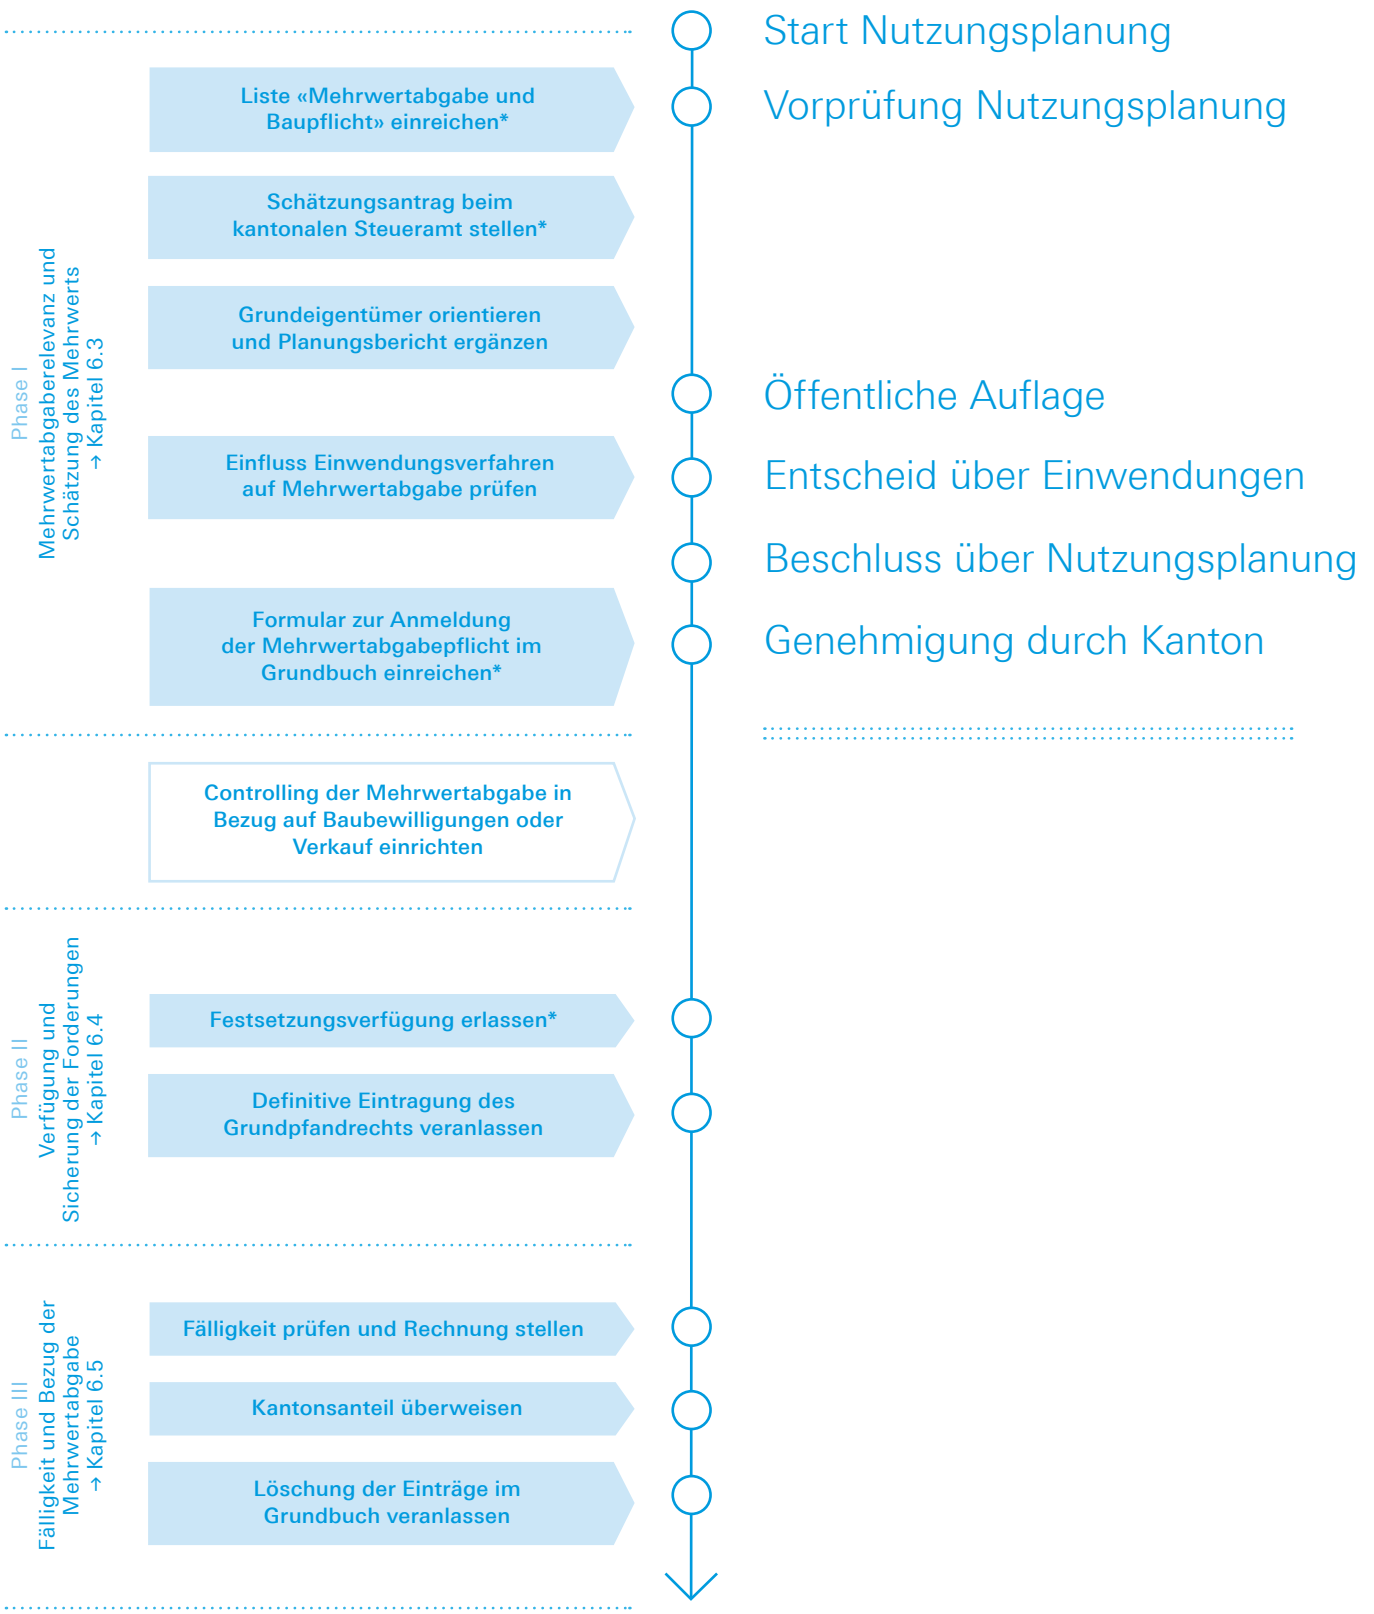 Start Nutzungsplanung
Phase I
Mehrwertabgaberelevanz und
Schätzung des Mehrwerts
→ Kapitel 6.3
Liste «Mehrwertabgabe und
Baupflicht» einreichen*
Vorprüfung Nutzungsplanung
Schätzungsantrag beim
kantonalen Steueramt stellen*
Grundeigentümer orientieren
und Planungsbericht ergänzen
Öffentliche Auflage
Einfluss Einwendungsverfahren
auf Mehrwertabgabe prüfen
Entscheid über Einwendungen
Beschluss über Nutzungsplanung
Formular zur Anmeldung
der Mehrwertabgabepflicht im
Grundbuch einreichen*
Genehmigung durch Kanton
Controlling der Mehrwertabgabe in
Bezug auf Baubewilligungen oder
Verkauf einrichten
Phase II
Verfügung und
Sicherung der Forderungen
→ Kapitel 6.4
Festsetzungsverfügung erlassen*
Definitive Eintragung des
Grundpfandrechts veranlassen
Phase III
Fälligkeit und Bezug der
Mehrwertabgabe
→ Kapitel 6.5
Fälligkeit prüfen und Rechnung stellen
Kantonsanteil überweisen
Löschung der Einträge im
Grundbuch veranlassen